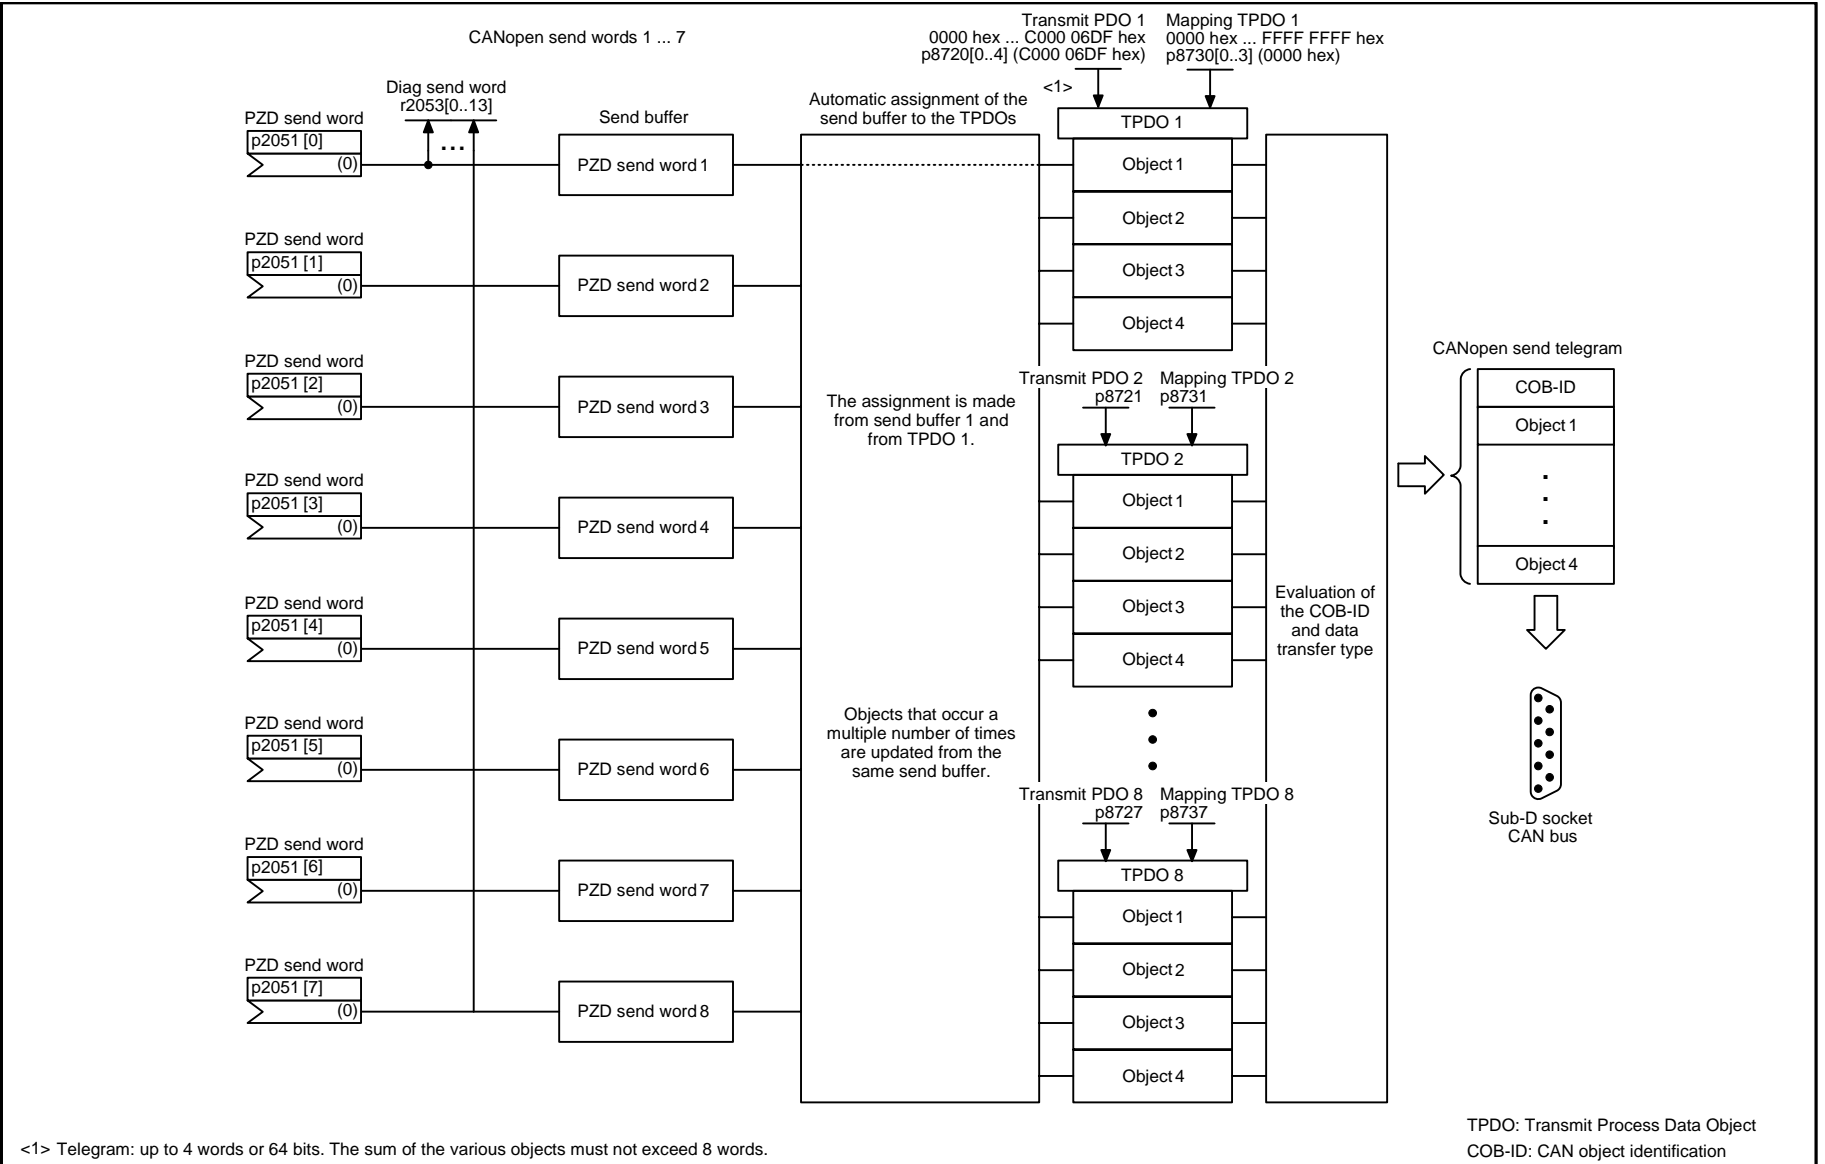 CANopen send words 1 ... 7
Transmit PDO 1
0000 hex ... C000 06DF hex
p8720[0..4] (C000 06DF hex)
Mapping TPDO 1
0000 hex ... FFFF FFFF hex
p8730[0..3] (0000 hex)
<1>
Diag send word
r2053[0..13]
...
Send buffer
Automatic assignment of the
send buffer to the TPDOs
PZD send word
p2051 [0]
(0)
PZD send word 1
PZD send word
p2051 [1]
(0)
PZD send word 2
PZD send word
p2051 [2]
(0)
PZD send word 3
PZD send word
p2051 [3]
(0)
PZD send word 4
PZD send word
p2051 [4]
(0)
PZD send word 5
PZD send word
p2051 [5]
(0)
PZD send word 6
PZD send word
p2051 [6]
(0)
PZD send word 7
PZD send word
p2051 [7]
(0)
PZD send word 8
The assignment is made
from send buffer 1 and
from TPDO 1.
Objects that occur a
multiple number of times
are updated from the
same send buffer.
TPDO 1
Object 1
Object 2
Object 3
Object 4
Transmit PDO 2
p8721
Mapping TPDO 2
p8731
TPDO 2
Object 1
Object 2
Object 3
Object 4
Transmit PDO 8
p8727
Mapping TPDO 8
p8737
TPDO 8
Object 1
Object 2
Object 3
Object 4
Evaluation of
the COB-ID
and data
transfer type
CANopen send telegram
COB-ID
Object 1
.
.
.
Object 4
Sub-D socket
CAN bus
TPDO: Transmit Process Data Object
COB-ID: CAN object identification
<1> Telegram: up to 4 words or 64 bits. The sum of the various objects must not exceed 8 words.